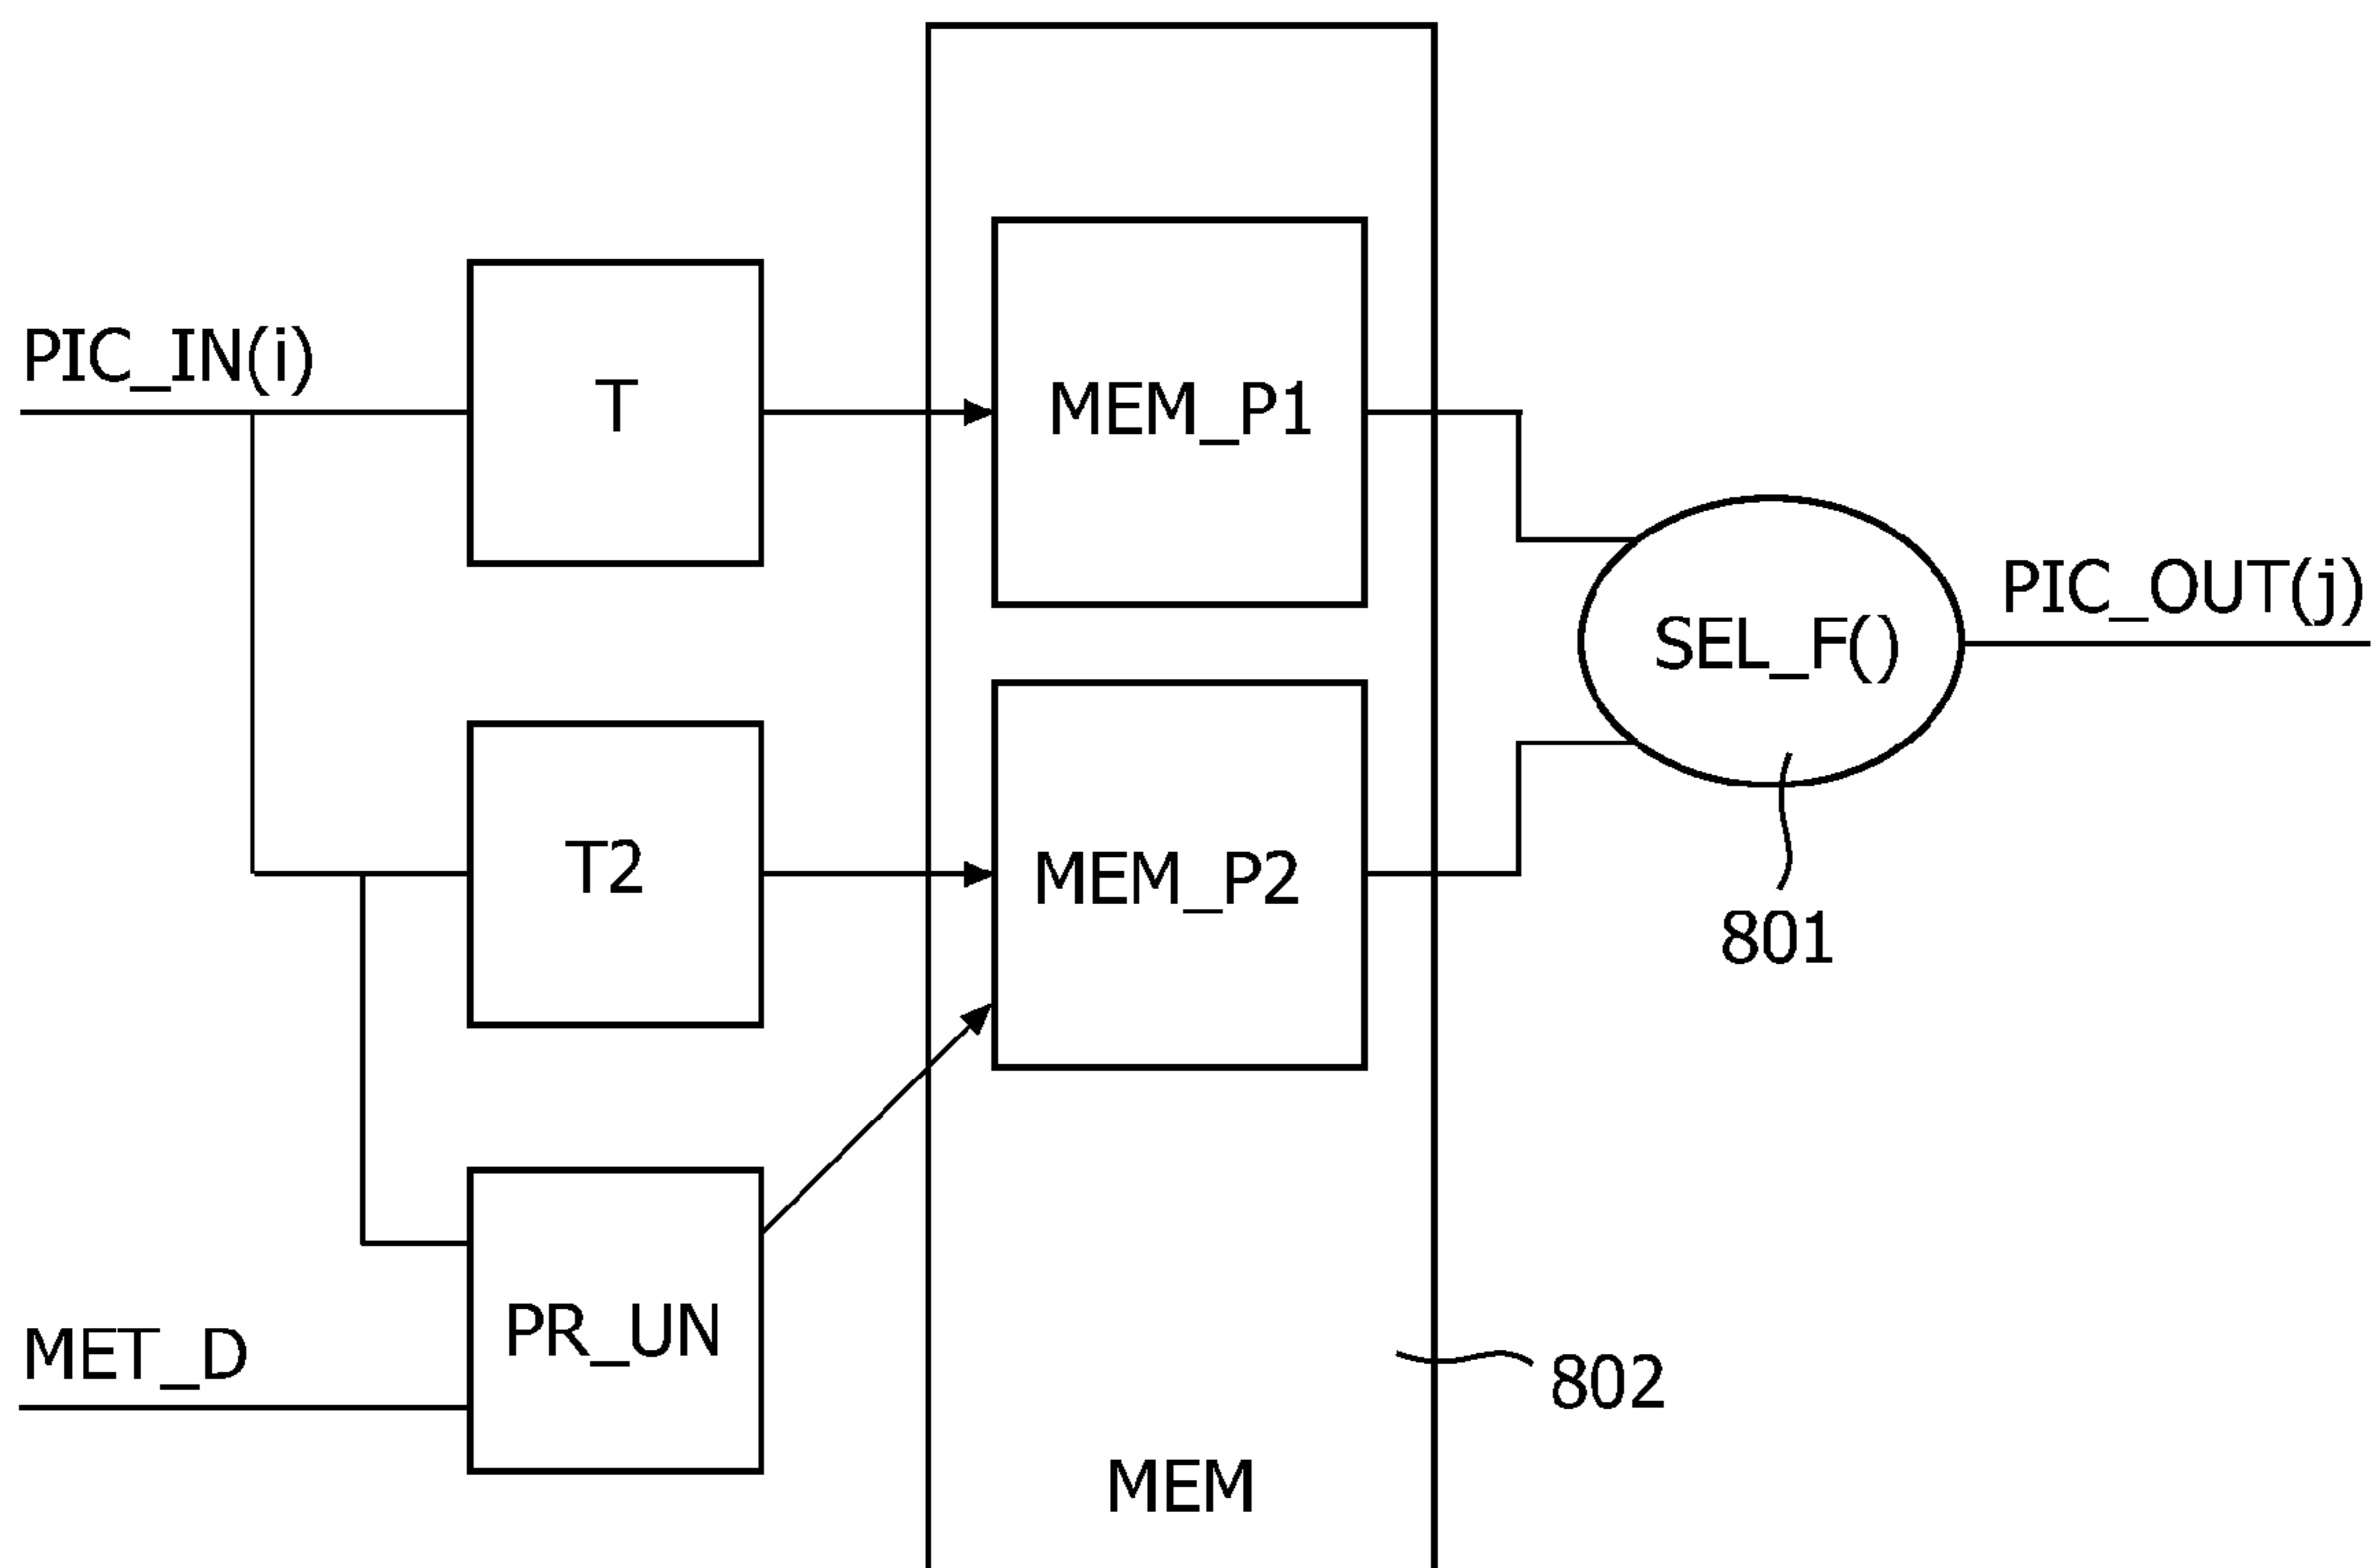 PIC_IN(i)
T
MEM_P1
SEL_F()
PIC_OUT(j)
T2
MEM_P2
801
PR_UN
MET_D
802
MEM